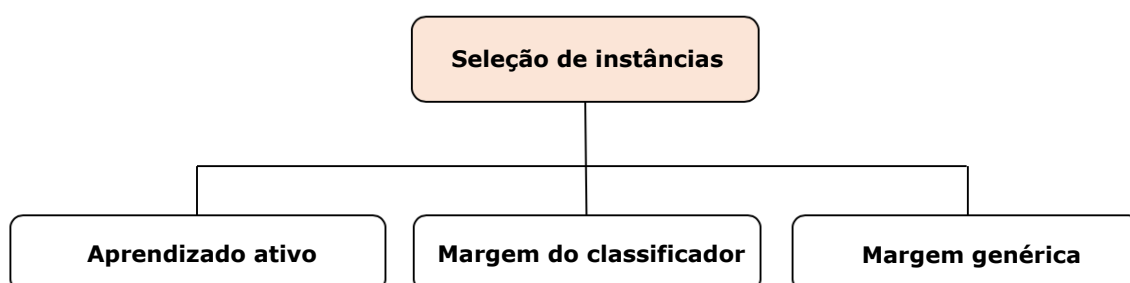 Seleção de instâncias
Aprendizado ativo
Margem do classificador
Margem genérica